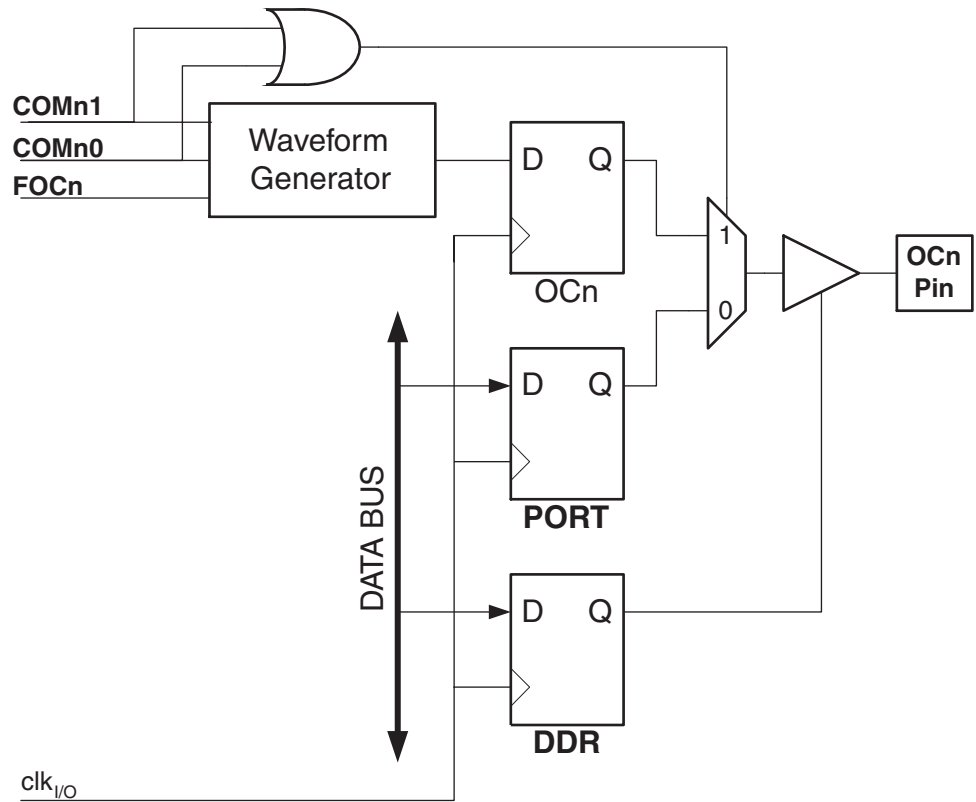 COMn1
COMn0
FOCn
Waveform
Generator
D Q
OCn
1
0
OCn
Pin
D Q
PORT
DATA BUS
D Q
DDR
clkI/O